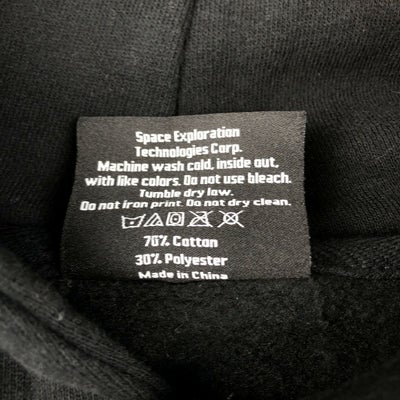 Space Exploration
Technologies Corp.
Machine wash cold, inside out,
with like colors. Do not use bleach.
Tumble dry low.
Do not iron print. Do not dry clean.
70% Cotton
30% Polyester
Made in China